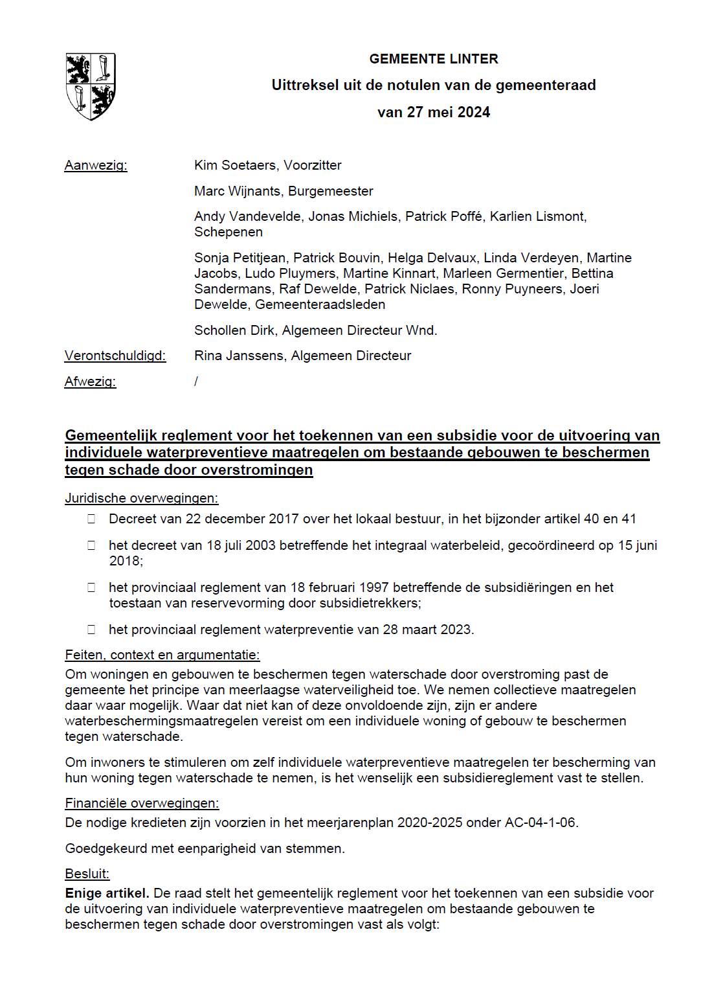 GEMEENTE LINTER
Uittreksel uit de notulen van de gemeenteraad
van 27 mei 2024
Aanwezig: Kim Soetaers, Voorzitter
Marc Wijnants, Burgemeester
Andy Vandevelde, Jonas Michiels, Patrick Poffé, Karlien Lismont,
Schepenen
Sonja Petitjean, Patrick Bouvin, Helga Delvaux, Linda Verdeyen, Martine
Jacobs, Ludo Pluymers, Martine Kinnart, Marleen Germentier, Bettina
Sandermans, Raf Dewelde, Patrick Niclaes, Ronny Puyneers, Joeri
Dewelde, Gemeenteraadsleden
Schollen Dirk, Algemeen Directeur Wnd.
Verontschuldigd: Rina Janssens, Algemeen Directeur
Afwezig: /
Gemeentelijk reglement voor het toekennen van een subsidie voor de uitvoering van
individuele waterpreventieve maatregelen om bestaande gebouwen te beschermen
tegen schade door overstromingen
Juridische overwegingen:
Decreet van 22 december 2017 over het lokaal bestuur, in het bijzonder artikel 40 en 41
het decreet van 18 juli 2003 betreffende het integraal waterbeleid, gecoördineerd op 15 juni
2018;
het provinciaal reglement van 18 februari 1997 betreffende de subsidiëringen en het
toestaan van reservevorming door subsidietrekkers;
het provinciaal reglement waterpreventie van 28 maart 2023.
Feiten, context en argumentatie:
Om woningen en gebouwen te beschermen tegen waterschade door overstroming past de
gemeente het principe van meerlaagse waterveiligheid toe. We nemen collectieve maatregelen
daar waar mogelijk. Waar dat niet kan of deze onvoldoende zijn, zijn er andere
waterbeschermingsmaatregelen vereist om een individuele woning of gebouw te beschermen
tegen waterschade.
Om inwoners te stimuleren om zelf individuele waterpreventieve maatregelen ter bescherming van
hun woning tegen waterschade te nemen, is het wenselijk een subsidiereglement vast te stellen.
Financiële overwegingen:
De nodige kredieten zijn voorzien in het meerjarenplan 2020-2025 onder AC-04-1-06.
Goedgekeurd met eenparigheid van stemmen.
Besluit:
Enige artikel. De raad stelt het gemeentelijk reglement voor het toekennen van een subsidie voor
de uitvoering van individuele waterpreventieve maatregelen om bestaande gebouwen te
beschermen tegen schade door overstromingen vast als volgt: